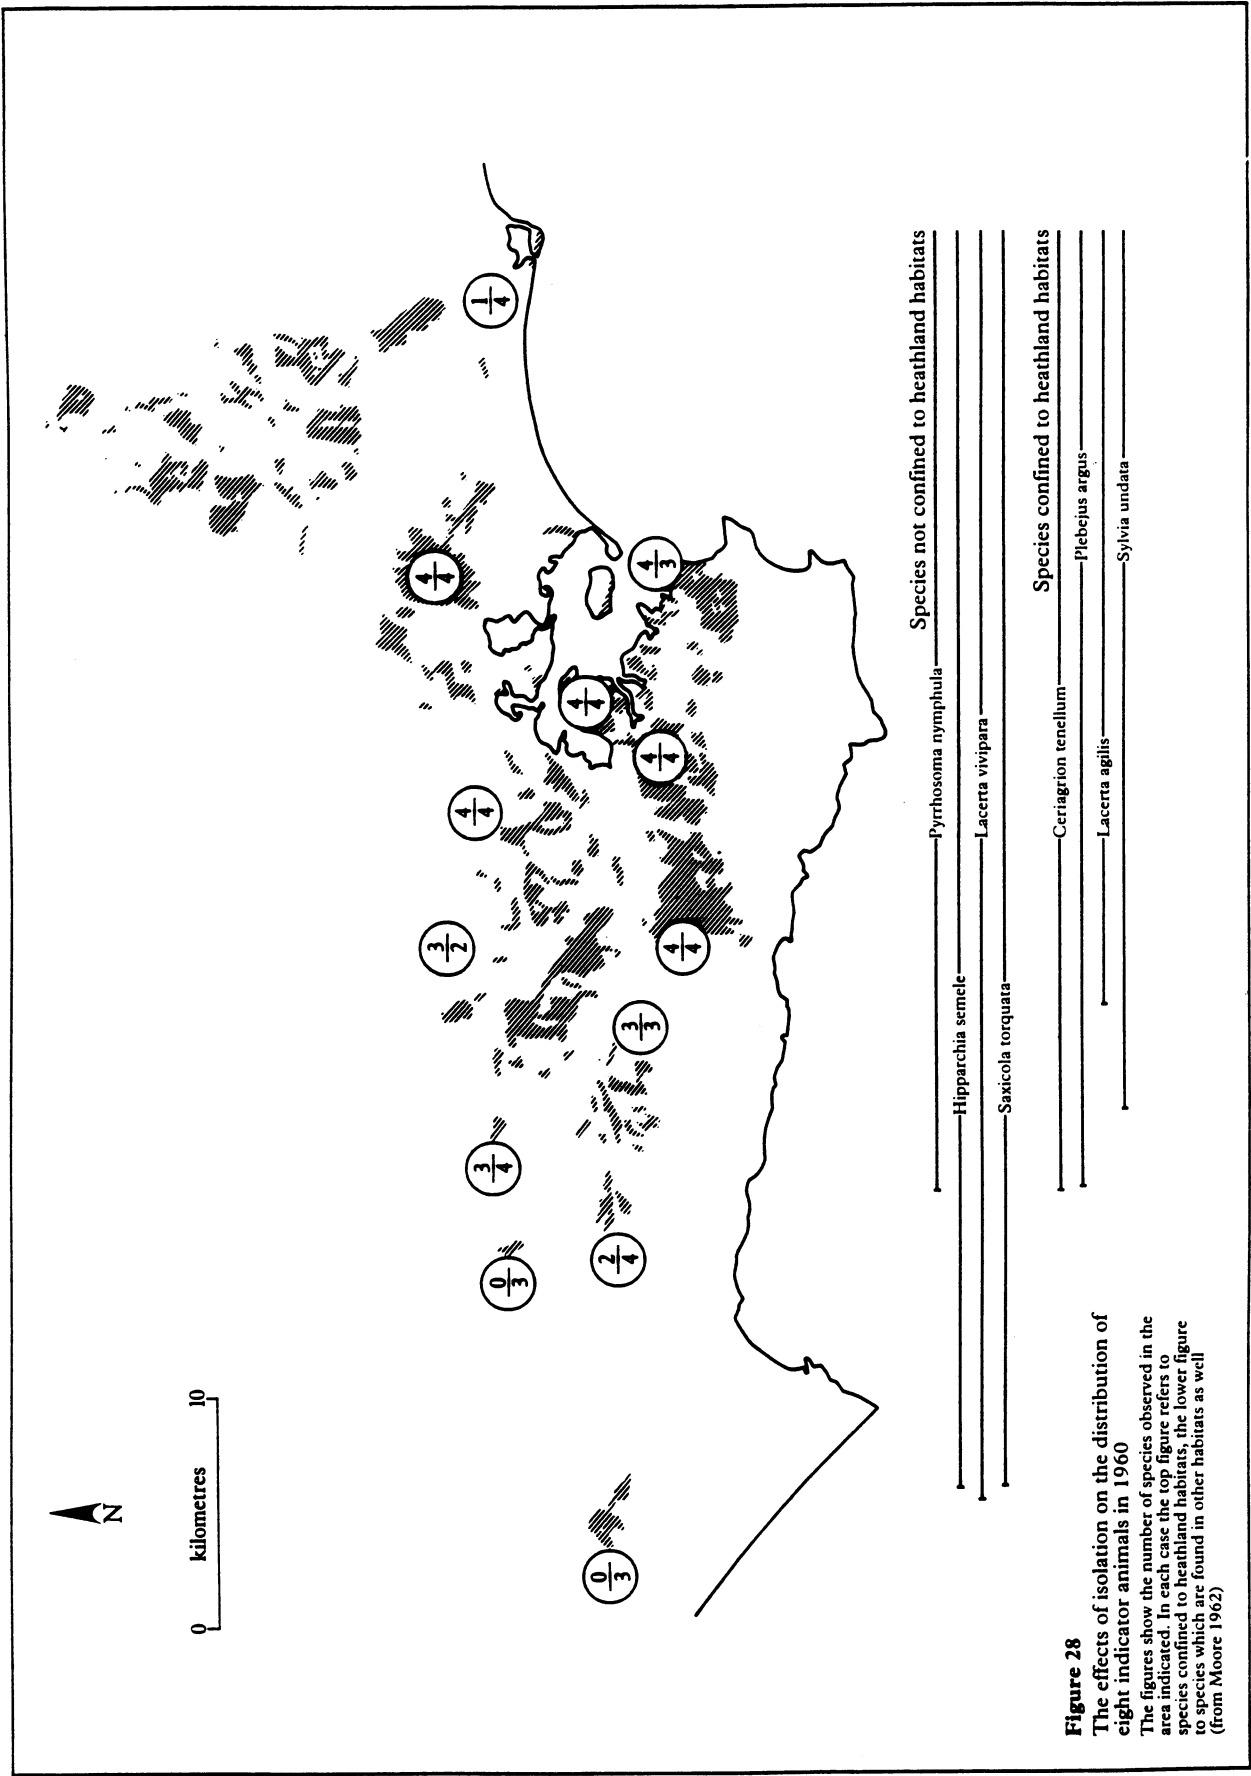 N
0 kilometres 10
0/3
0/3
2/4
3/4
3/3
3/2
4/4
4/4
4/4
4/4
4/4
4/3
1/4
Species not confined to heathland habitats
Pyrrhosoma nymphula
Hipparchia semele
Lacerta vivipara
Saxicola torquata
Species confined to heathland habitats
Ceriagrion tenellum
Plebejus argus
Lacerta agilis
Sylvia undata
Figure 28
The effects of isolation on the distribution of
eight indicator animals in 1960
The figures show the number of species observed in the
area indicated. In each case the top figure refers to
species confined to heathland habitats, the lower figure
to species which are found in other habitats as well
(from Moore 1962)